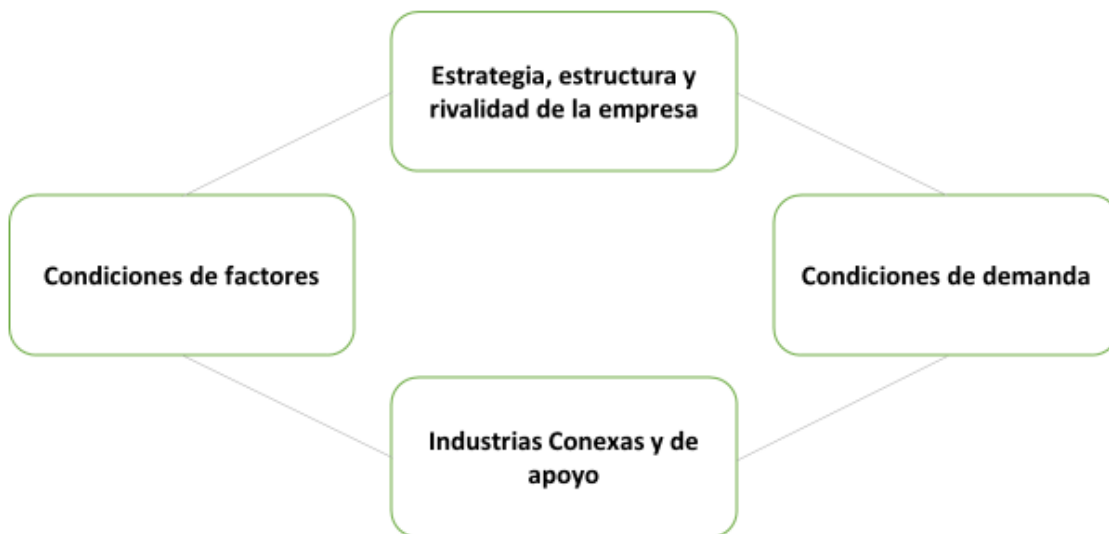 Estrategia, estructura y
rivalidad de la empresa
Condiciones de factores
Condiciones de demanda
Industrias Conexas y de
apoyo